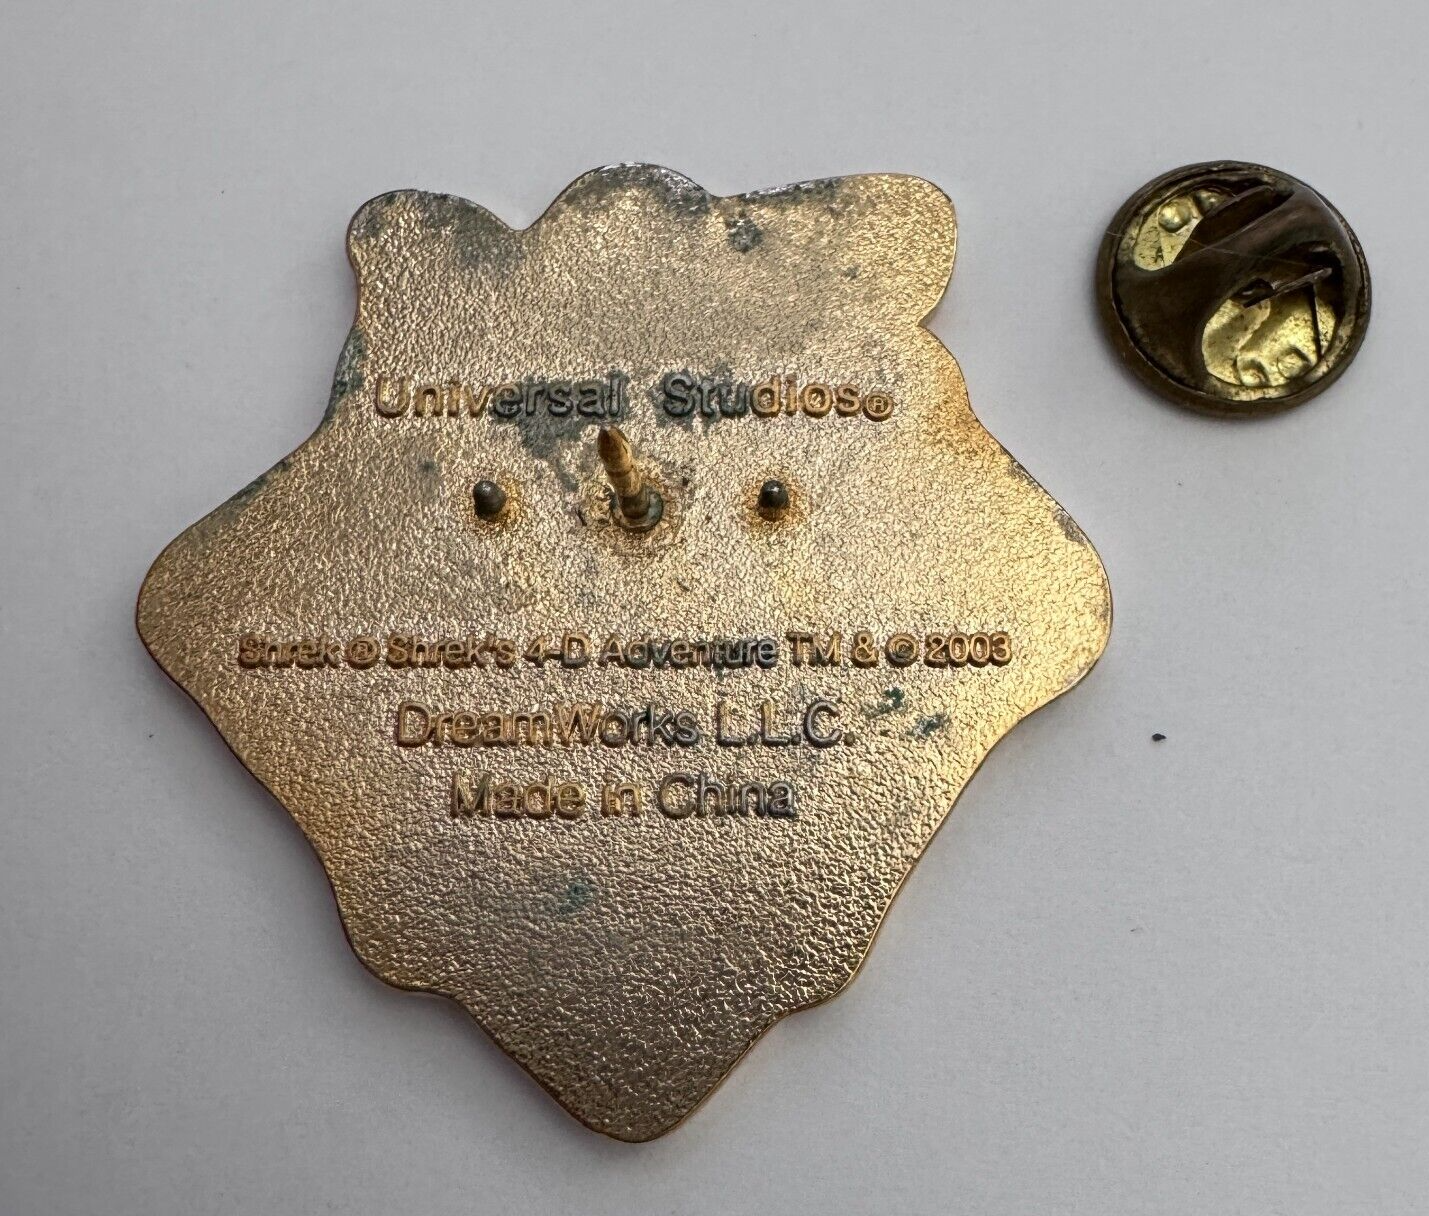 Universal Studios®
Shrek ® Shrek's 4-D Adventure TM & © 2003
DreamWorks L.L.C.
Made in China